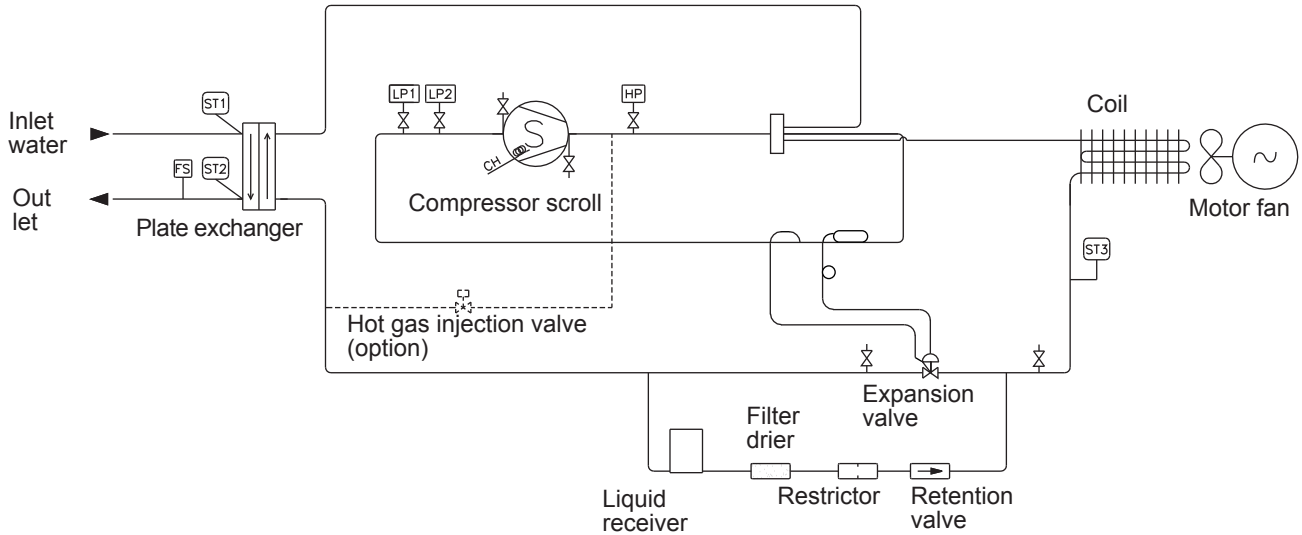 LP1
LP2
HP
ST1
Inlet
water
S
CH
Coil
FS
ST2
Out
let
Plate exchanger
Compressor scroll
Motor fan
ST3
Hot gas injection valve
(option)
Expansion
valve
Filter
drier
Liquid
receiver
Restrictor
Retention
valve